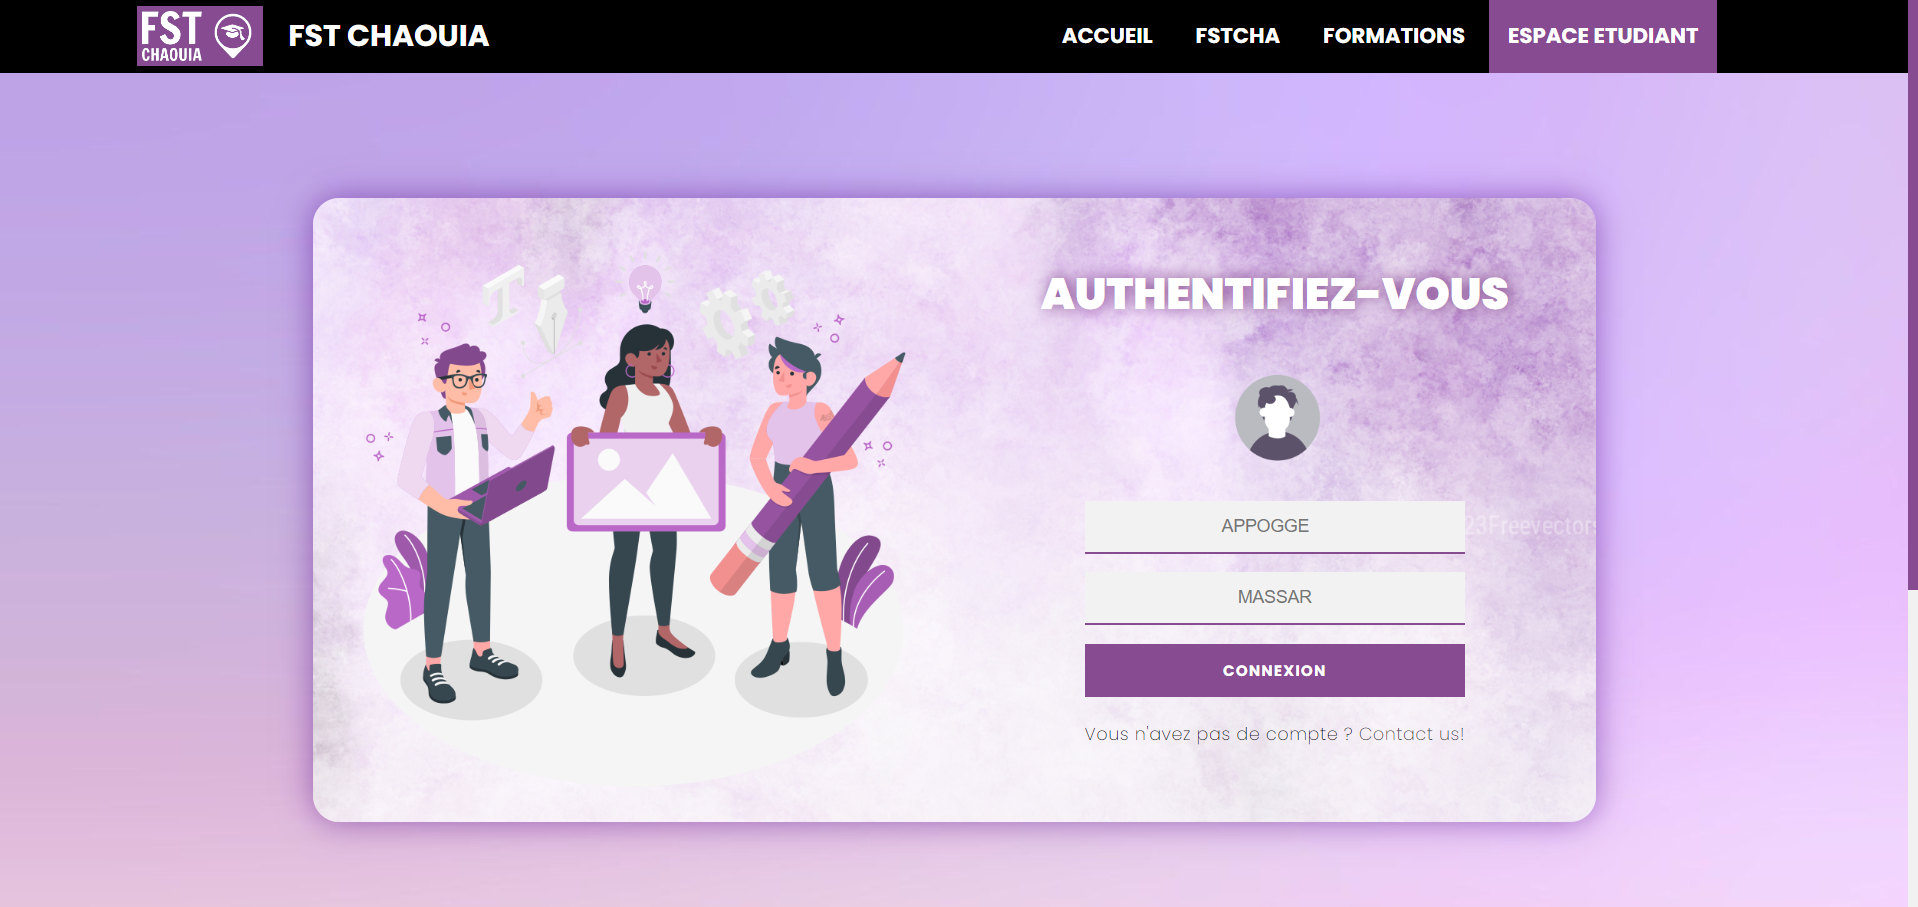 FST
CHAOUIA
FST CHAOUIA
ACCUEIL
FSTCHA
FORMATIONS
ESPACE ETUDIANT
AUTHENTIFIEZ-VOUS
APPOGGE
23Freevectors
MASSAR
CONNEXION
Vous n'avez pas de compte ? Contact us!